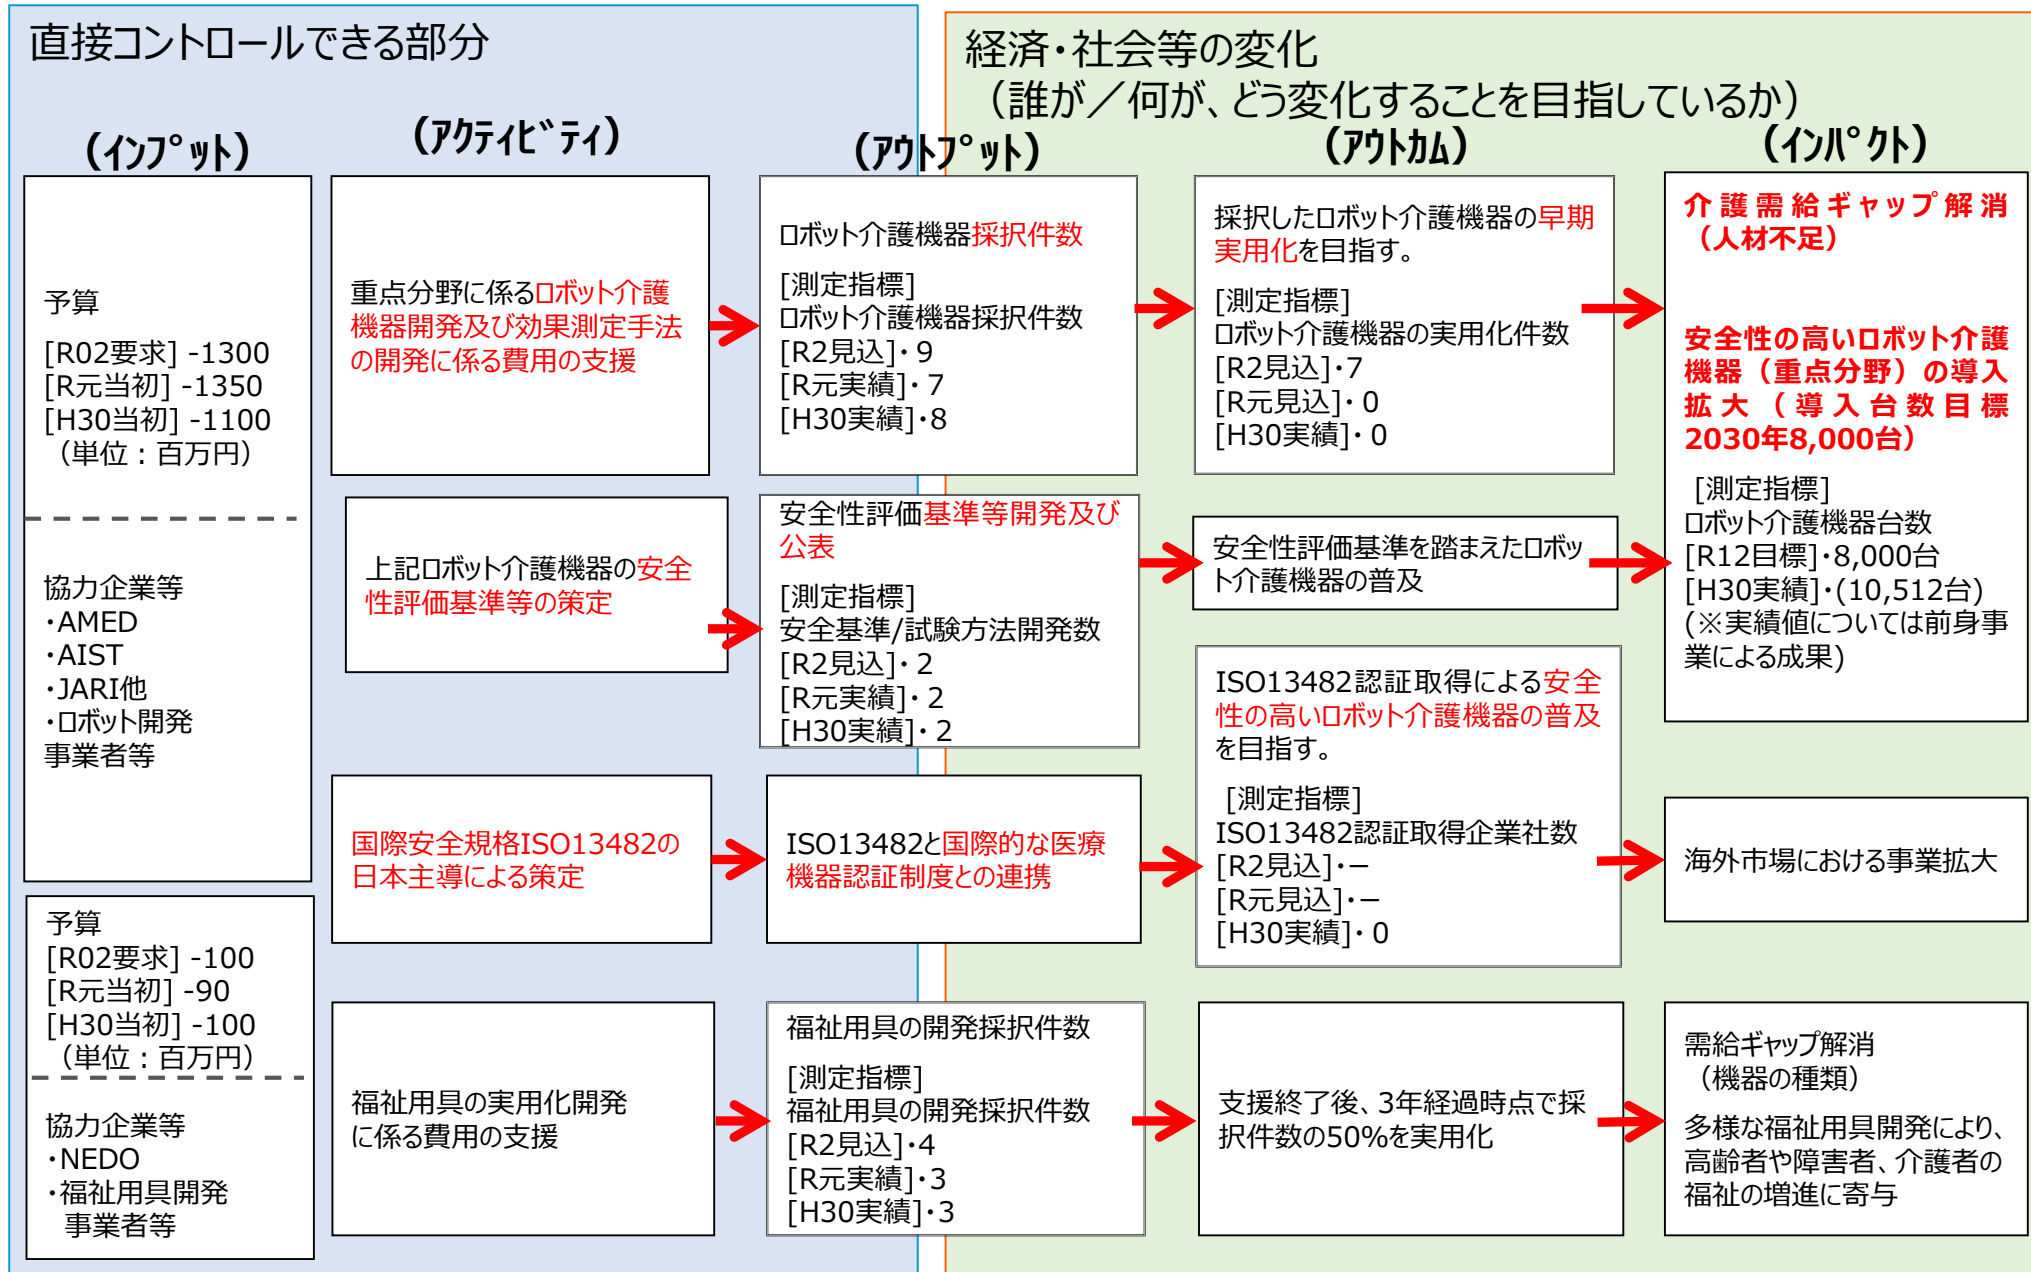 直接コントロールできる部分
経済・社会等の変化
（誰が／何が、どう変化することを目指しているか）
（ｲﾝﾌﾟｯﾄ）
（ｱｸﾃｨﾋﾞﾃｨ）
（ｱｳﾄﾌﾟｯﾄ）
（ｱｳﾄｶﾑ）
（ｲﾝﾊﾟｸﾄ）
予算
[R02要求] -1300
[R元当初] -1350
[H30当初] -1100
（単位：百万円）
協力企業等
・AMED
・AIST
・JARI他
・ロボット開発
事業者等
予算
[R02要求] -100
[R元当初] -90
[H30当初] -100
（単位：百万円）
協力企業等
・NEDO
・福祉用具開発
事業者等
重点分野に係るロボット介護
機器開発及び効果測定手法
の開発に係る費用の支援
上記ロボット介護機器の安全
性評価基準等の策定
国際安全規格ISO13482の
日本主導による策定
福祉用具の実用化開発
に係る費用の支援
ロボット介護機器採択件数
[測定指標]
ロボット介護機器採択件数
[R2見込]・9
[R元実績]・7
[H30実績]・8
安全性評価基準等開発及び
公表
[測定指標]
安全基準/試験方法開発数
[R2見込]・2
[R元実績]・2
[H30実績]・2
ISO13482と国際的な医療
機器認証制度との連携
福祉用具の開発採択件数
[測定指標]
福祉用具の開発採択件数
[R2見込]・4
[R元実績]・3
[H30実績]・3
採択したロボット介護機器の早期
実用化を目指す。
[測定指標]
ロボット介護機器の実用化件数
[R2見込]・7
[R元見込]・0
[H30実績]・0
安全性評価基準を踏まえたロボッ
ト介護機器の普及
ISO13482認証取得による安全
性の高いロボット介護機器の普及
を目指す。
[測定指標]
ISO13482認証取得企業社数
[R2見込]・－
[R元見込]・－
[H30実績]・0
支援終了後、3年経過時点で採
択件数の50%を実用化
介護需給ギャップ解消
（人材不足）
安全性の高いロボット介護
機器（重点分野）の導入
拡大（導入台数目標
2030年8,000台）
[測定指標]
ロボット介護機器台数
[R12目標]・8,000台
[H30実績]・(10,512台)
(※実績値については前身事
業による成果)
海外市場における事業拡大
需給ギャップ解消
（機器の種類）
多様な福祉用具開発により、
高齢者や障害者、介護者の
福祉の増進に寄与